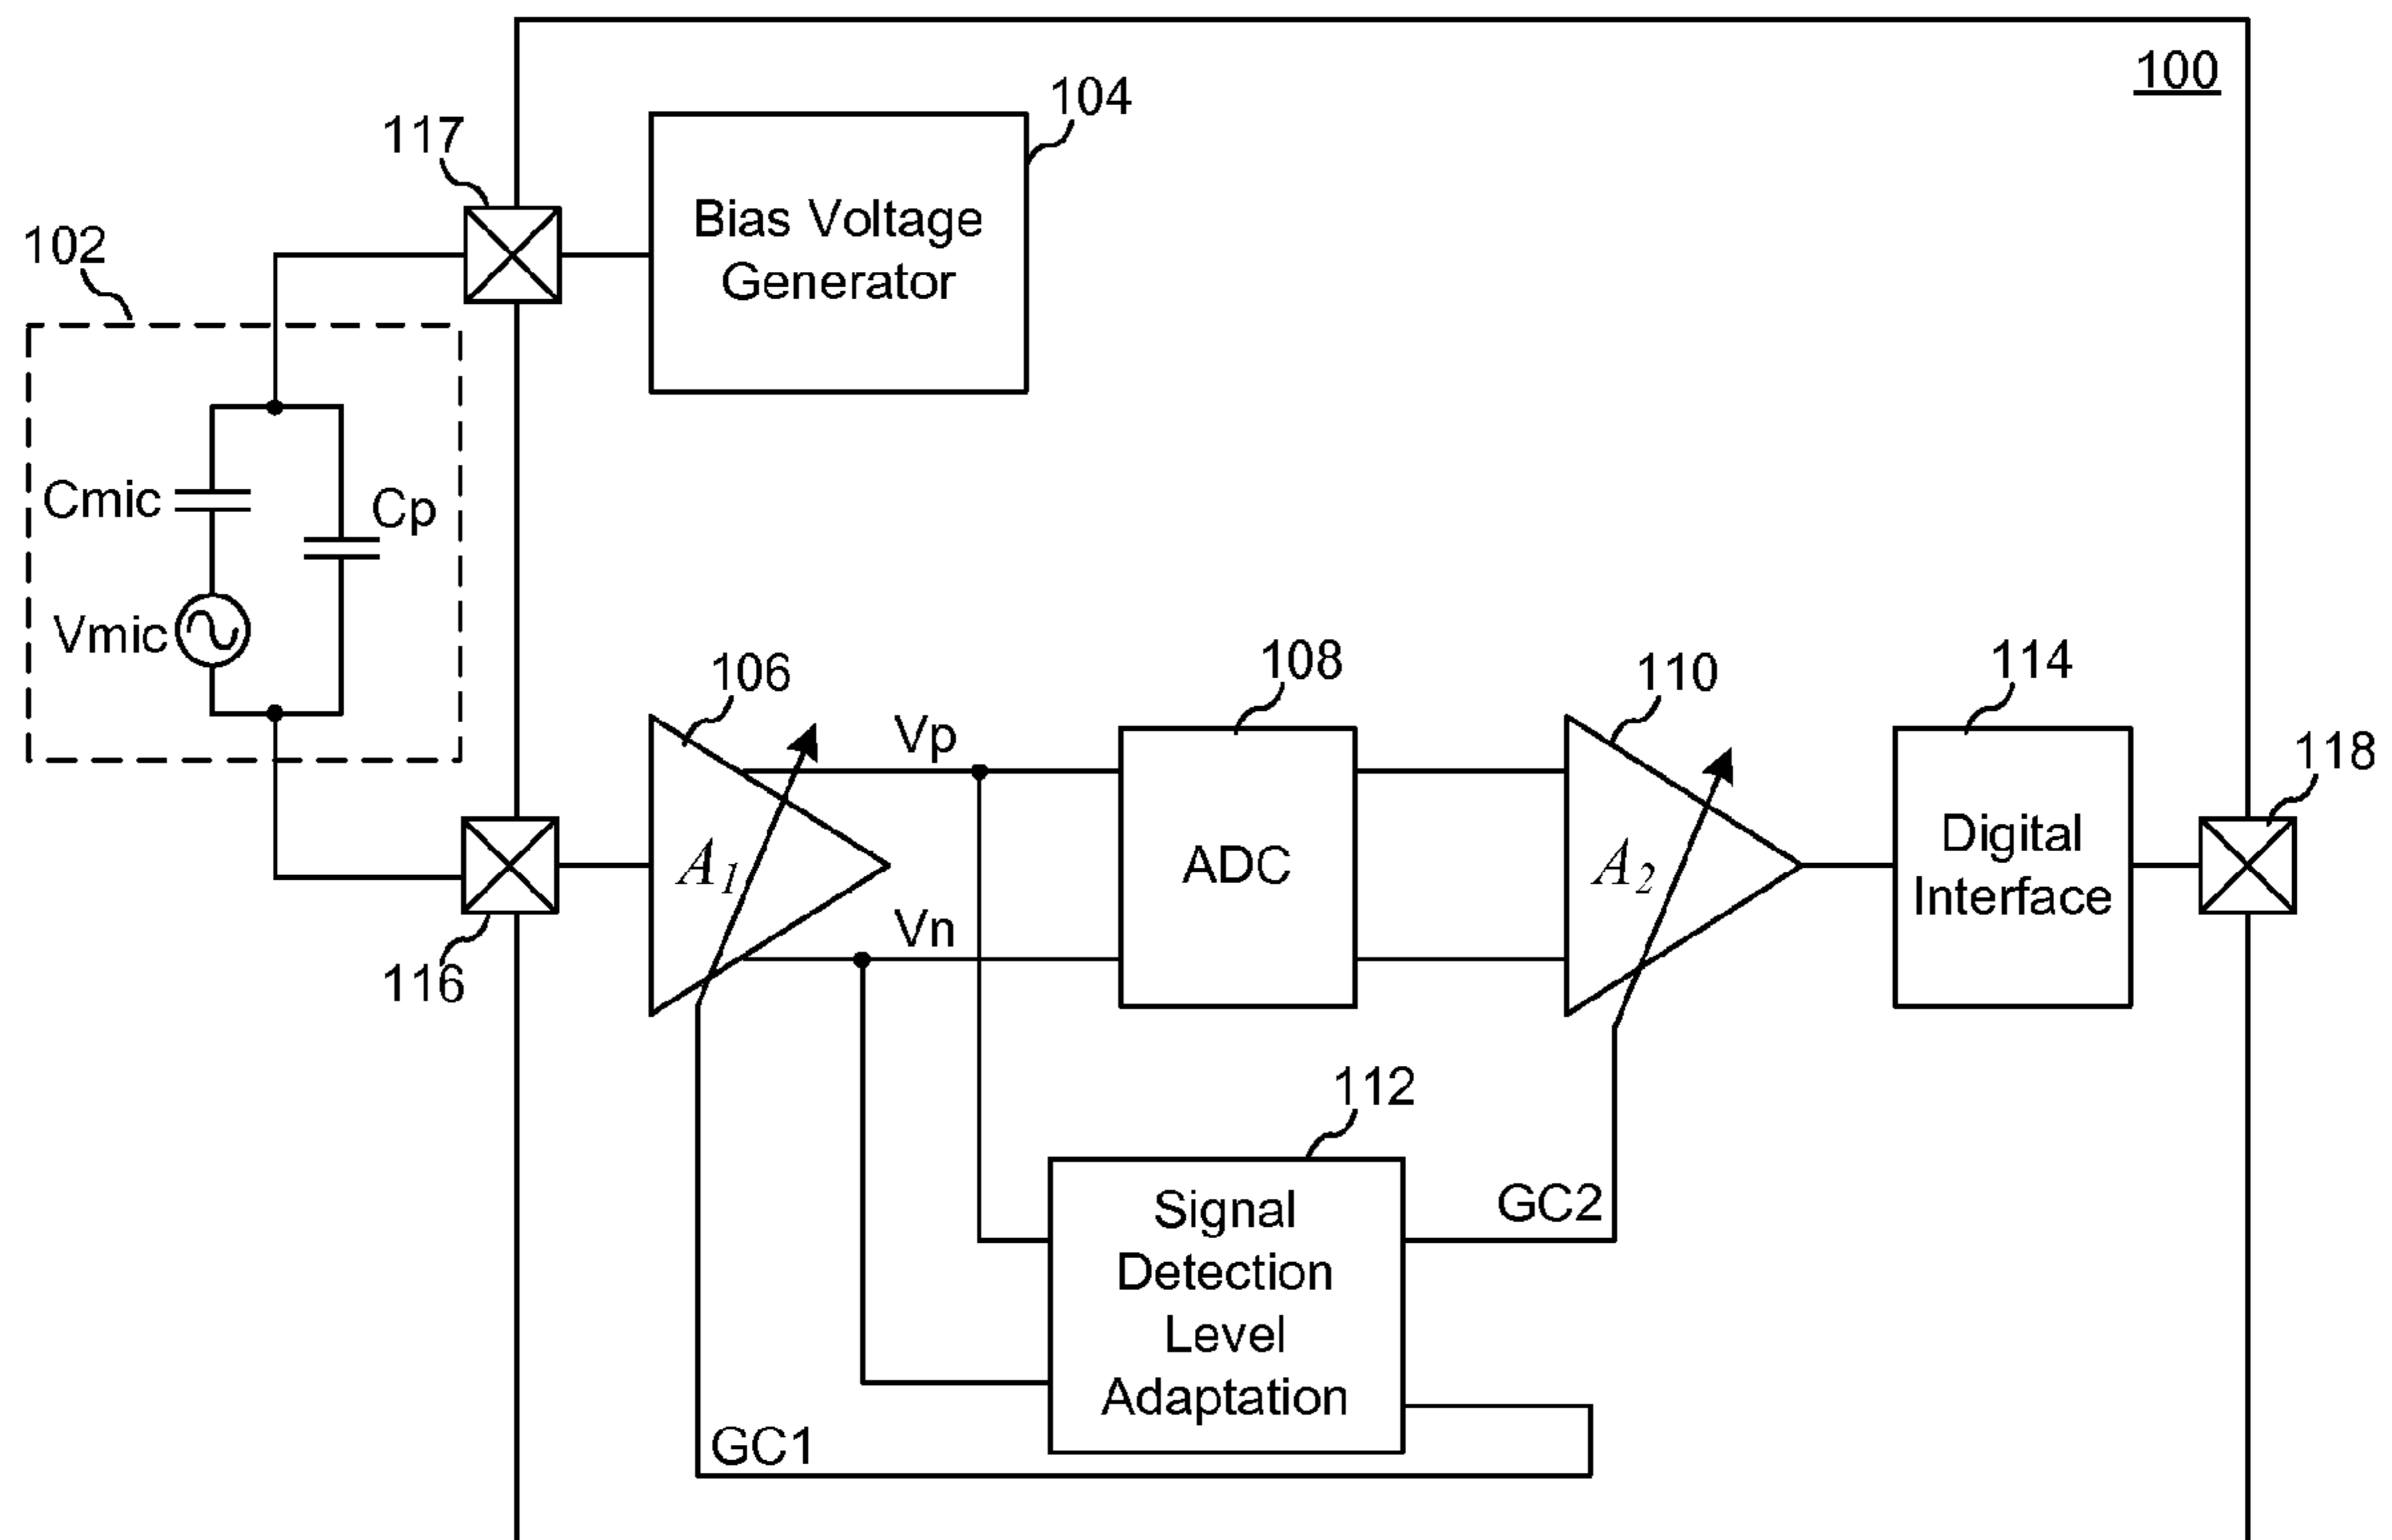 100
104
117
Bias Voltage
Generator
102
Cmic
Cp
Vmic
106
108
110
114
118
Vp
A1
ADC
A2
Digital
Interface
Vn
116
112
Signal
Detection
Level
Adaptation
GC2
GC1